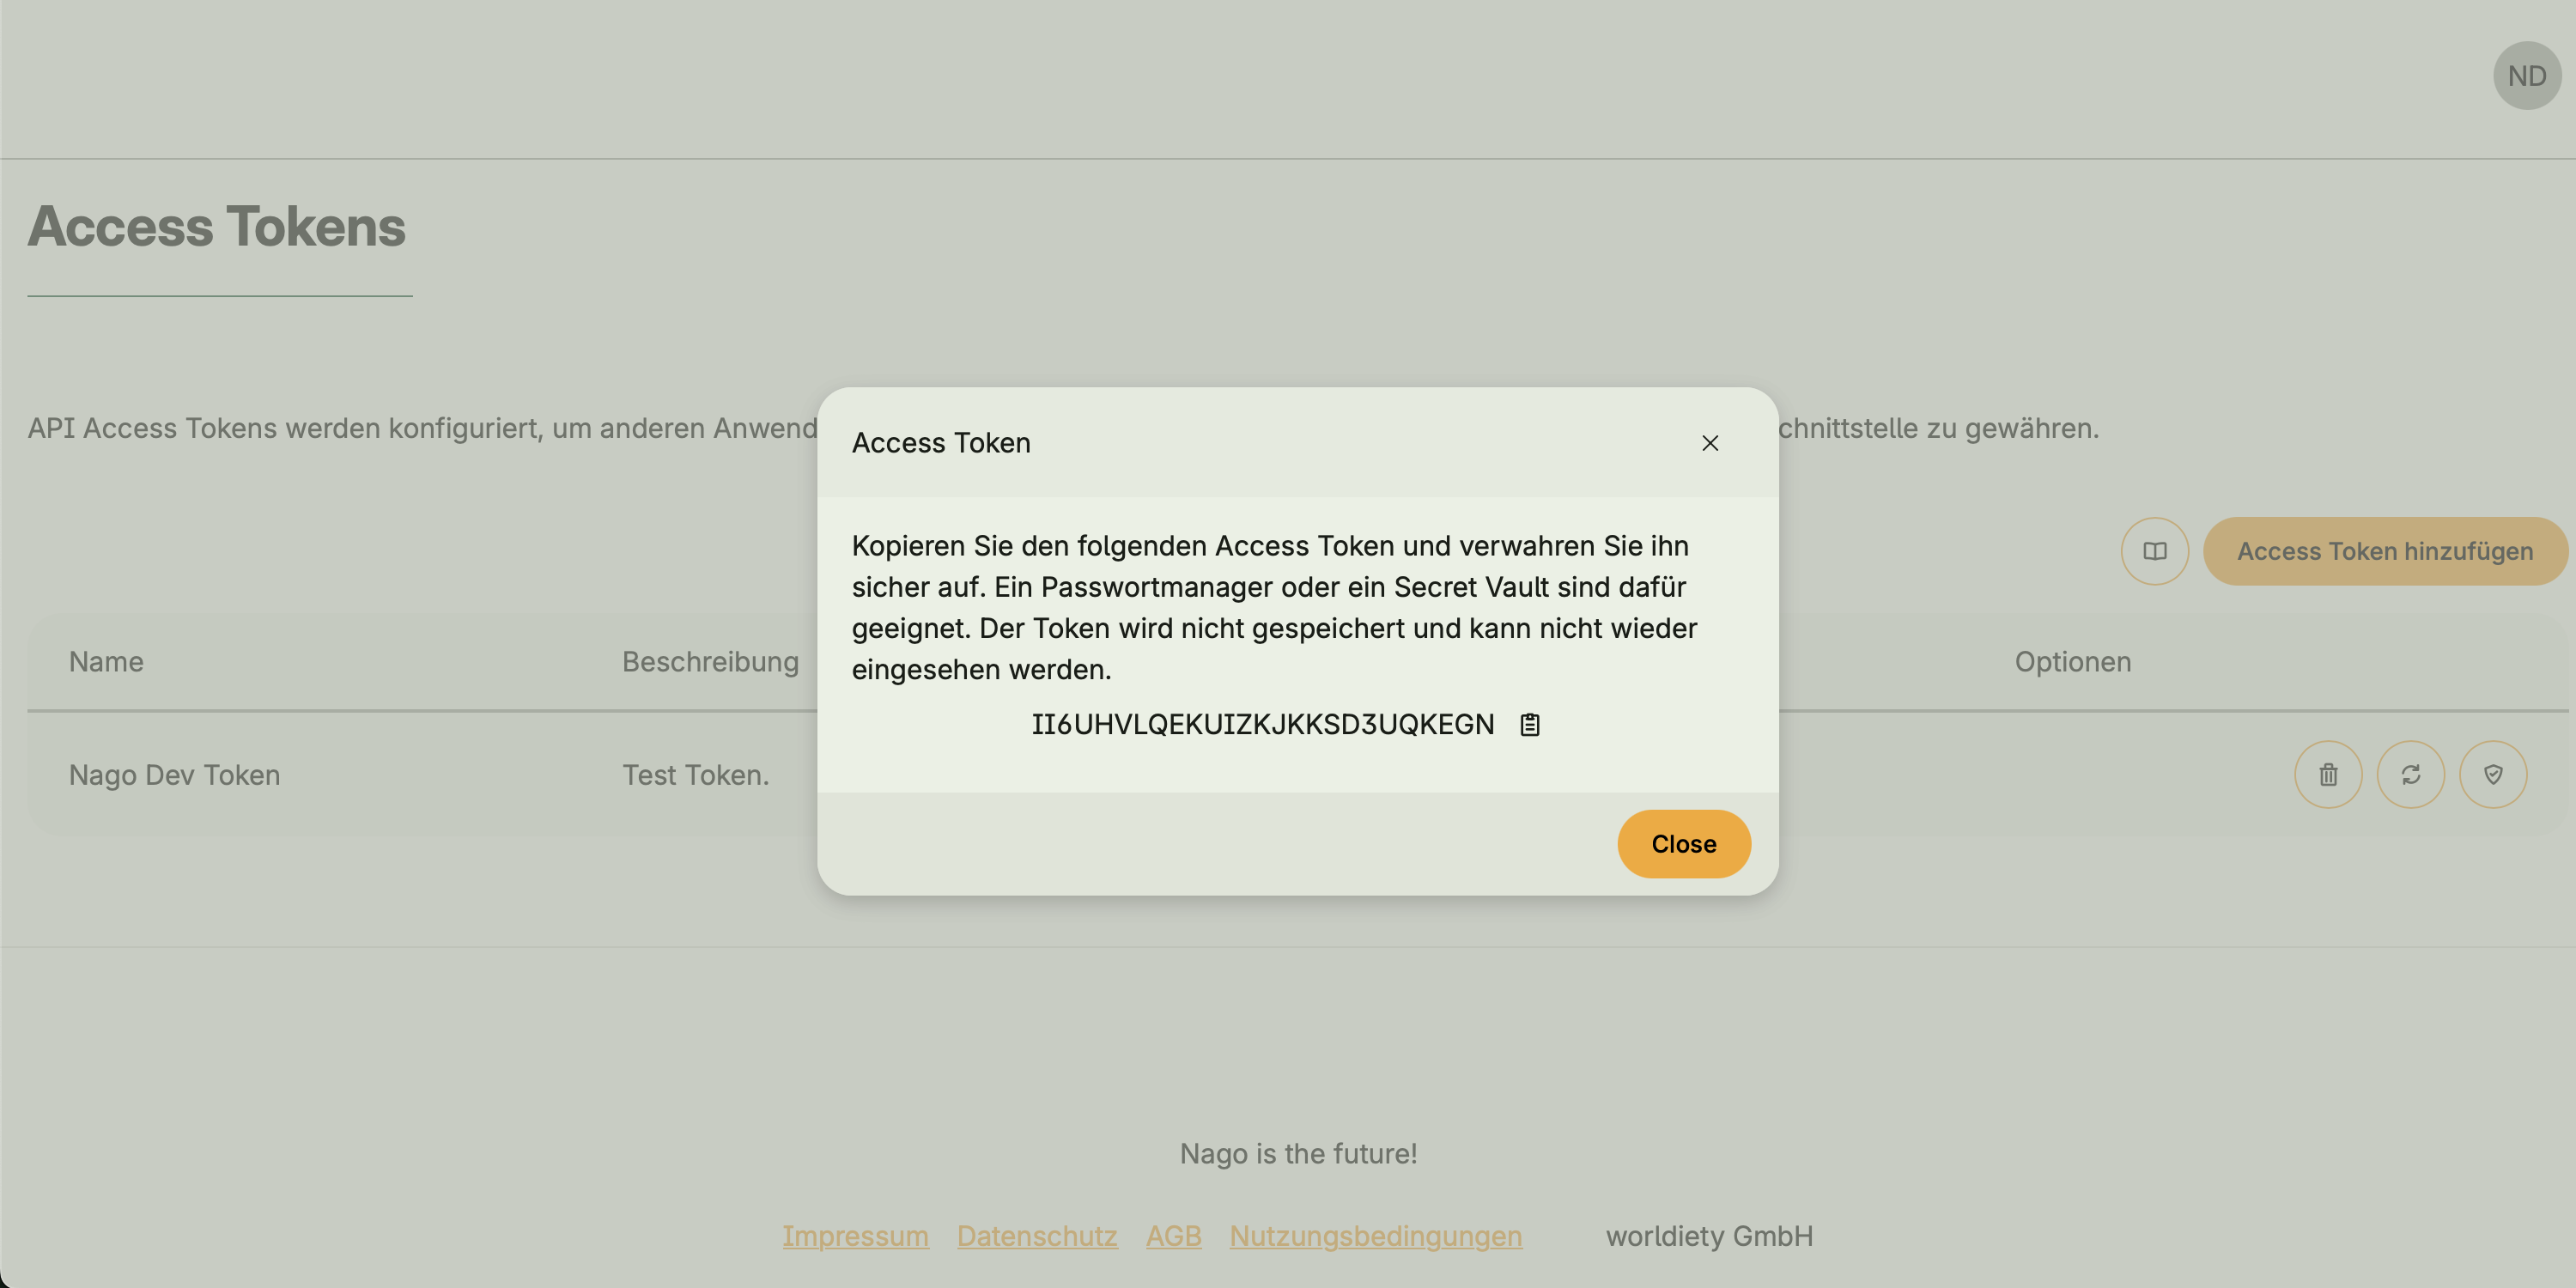 ND
Access Tokens
API Access Tokens werden konfiguriert, um anderen Anwend
chnittstelle zu gewähren.
Access Token hinzufügen
Name Beschreibung Optionen
Nago Dev Token Test Token.
Access Token
Kopieren Sie den folgenden Access Token und verwahren Sie ihn
sicher auf. Ein Passwortmanager oder ein Secret Vault sind dafür
geeignet. Der Token wird nicht gespeichert und kann nicht wieder
eingesehen werden.
II6UHVLQEKUIZKJKKSD3UQKEGN
Close
Nago is the future!
Impressum Datenschutz AGB Nutzungsbedingungen worldiety GmbH